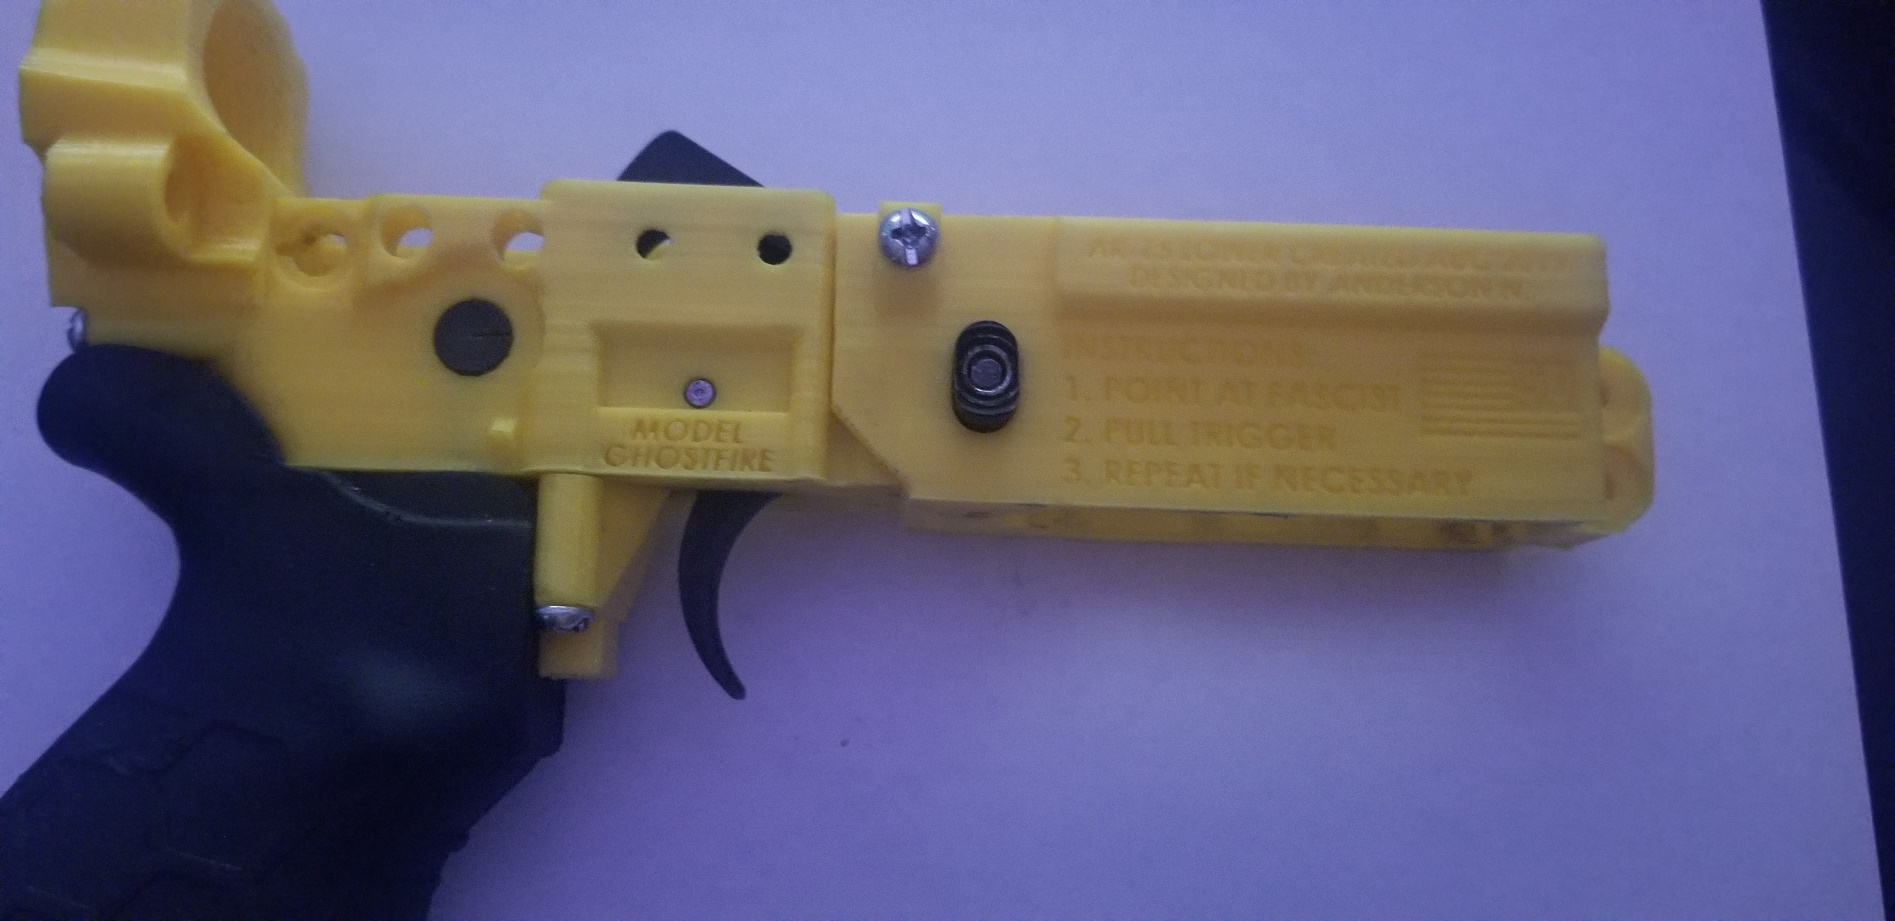 DESIGNED BY ANDERSON N.
INSTRUCTIONS:
1. POINT AT FASCIST
2. PULL TRIGGER
3. REPEAT IF NECESSARY
MODEL
GHOSTFIRE